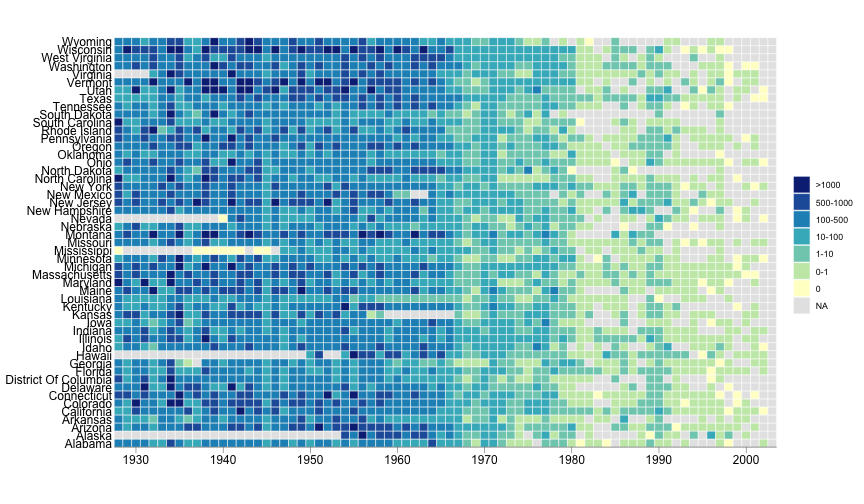 Wyoming
Wisconsin
West Virginia
Washington
Virginia
Vermont
Utah
Texas
Tennessee
South Dakota
South Carolina
Rhode Island
Pennsylvania
Oregon
Oklahoma
Ohio
North Dakota
North Carolina
New York
New Mexico
New Jersey
New Hampshire
Nevada
Nebraska
Montana
Missouri
Mississippi
Minnesota
Michigan
Massachusetts
Maryland
Maine
Louisiana
Kentucky
Kansas
Iowa
Indiana
Illinois
Idaho
Hawaii
Georgia
Florida
District Of Columbia
Delaware
Connecticut
Colorado
California
Arkansas
Arizona
Alaska
Alabama
1930 1940 1950 1960 1970 1980 1990 2000
>1000
500-1000
100-500
10-100
1-10
0-1
0
NA